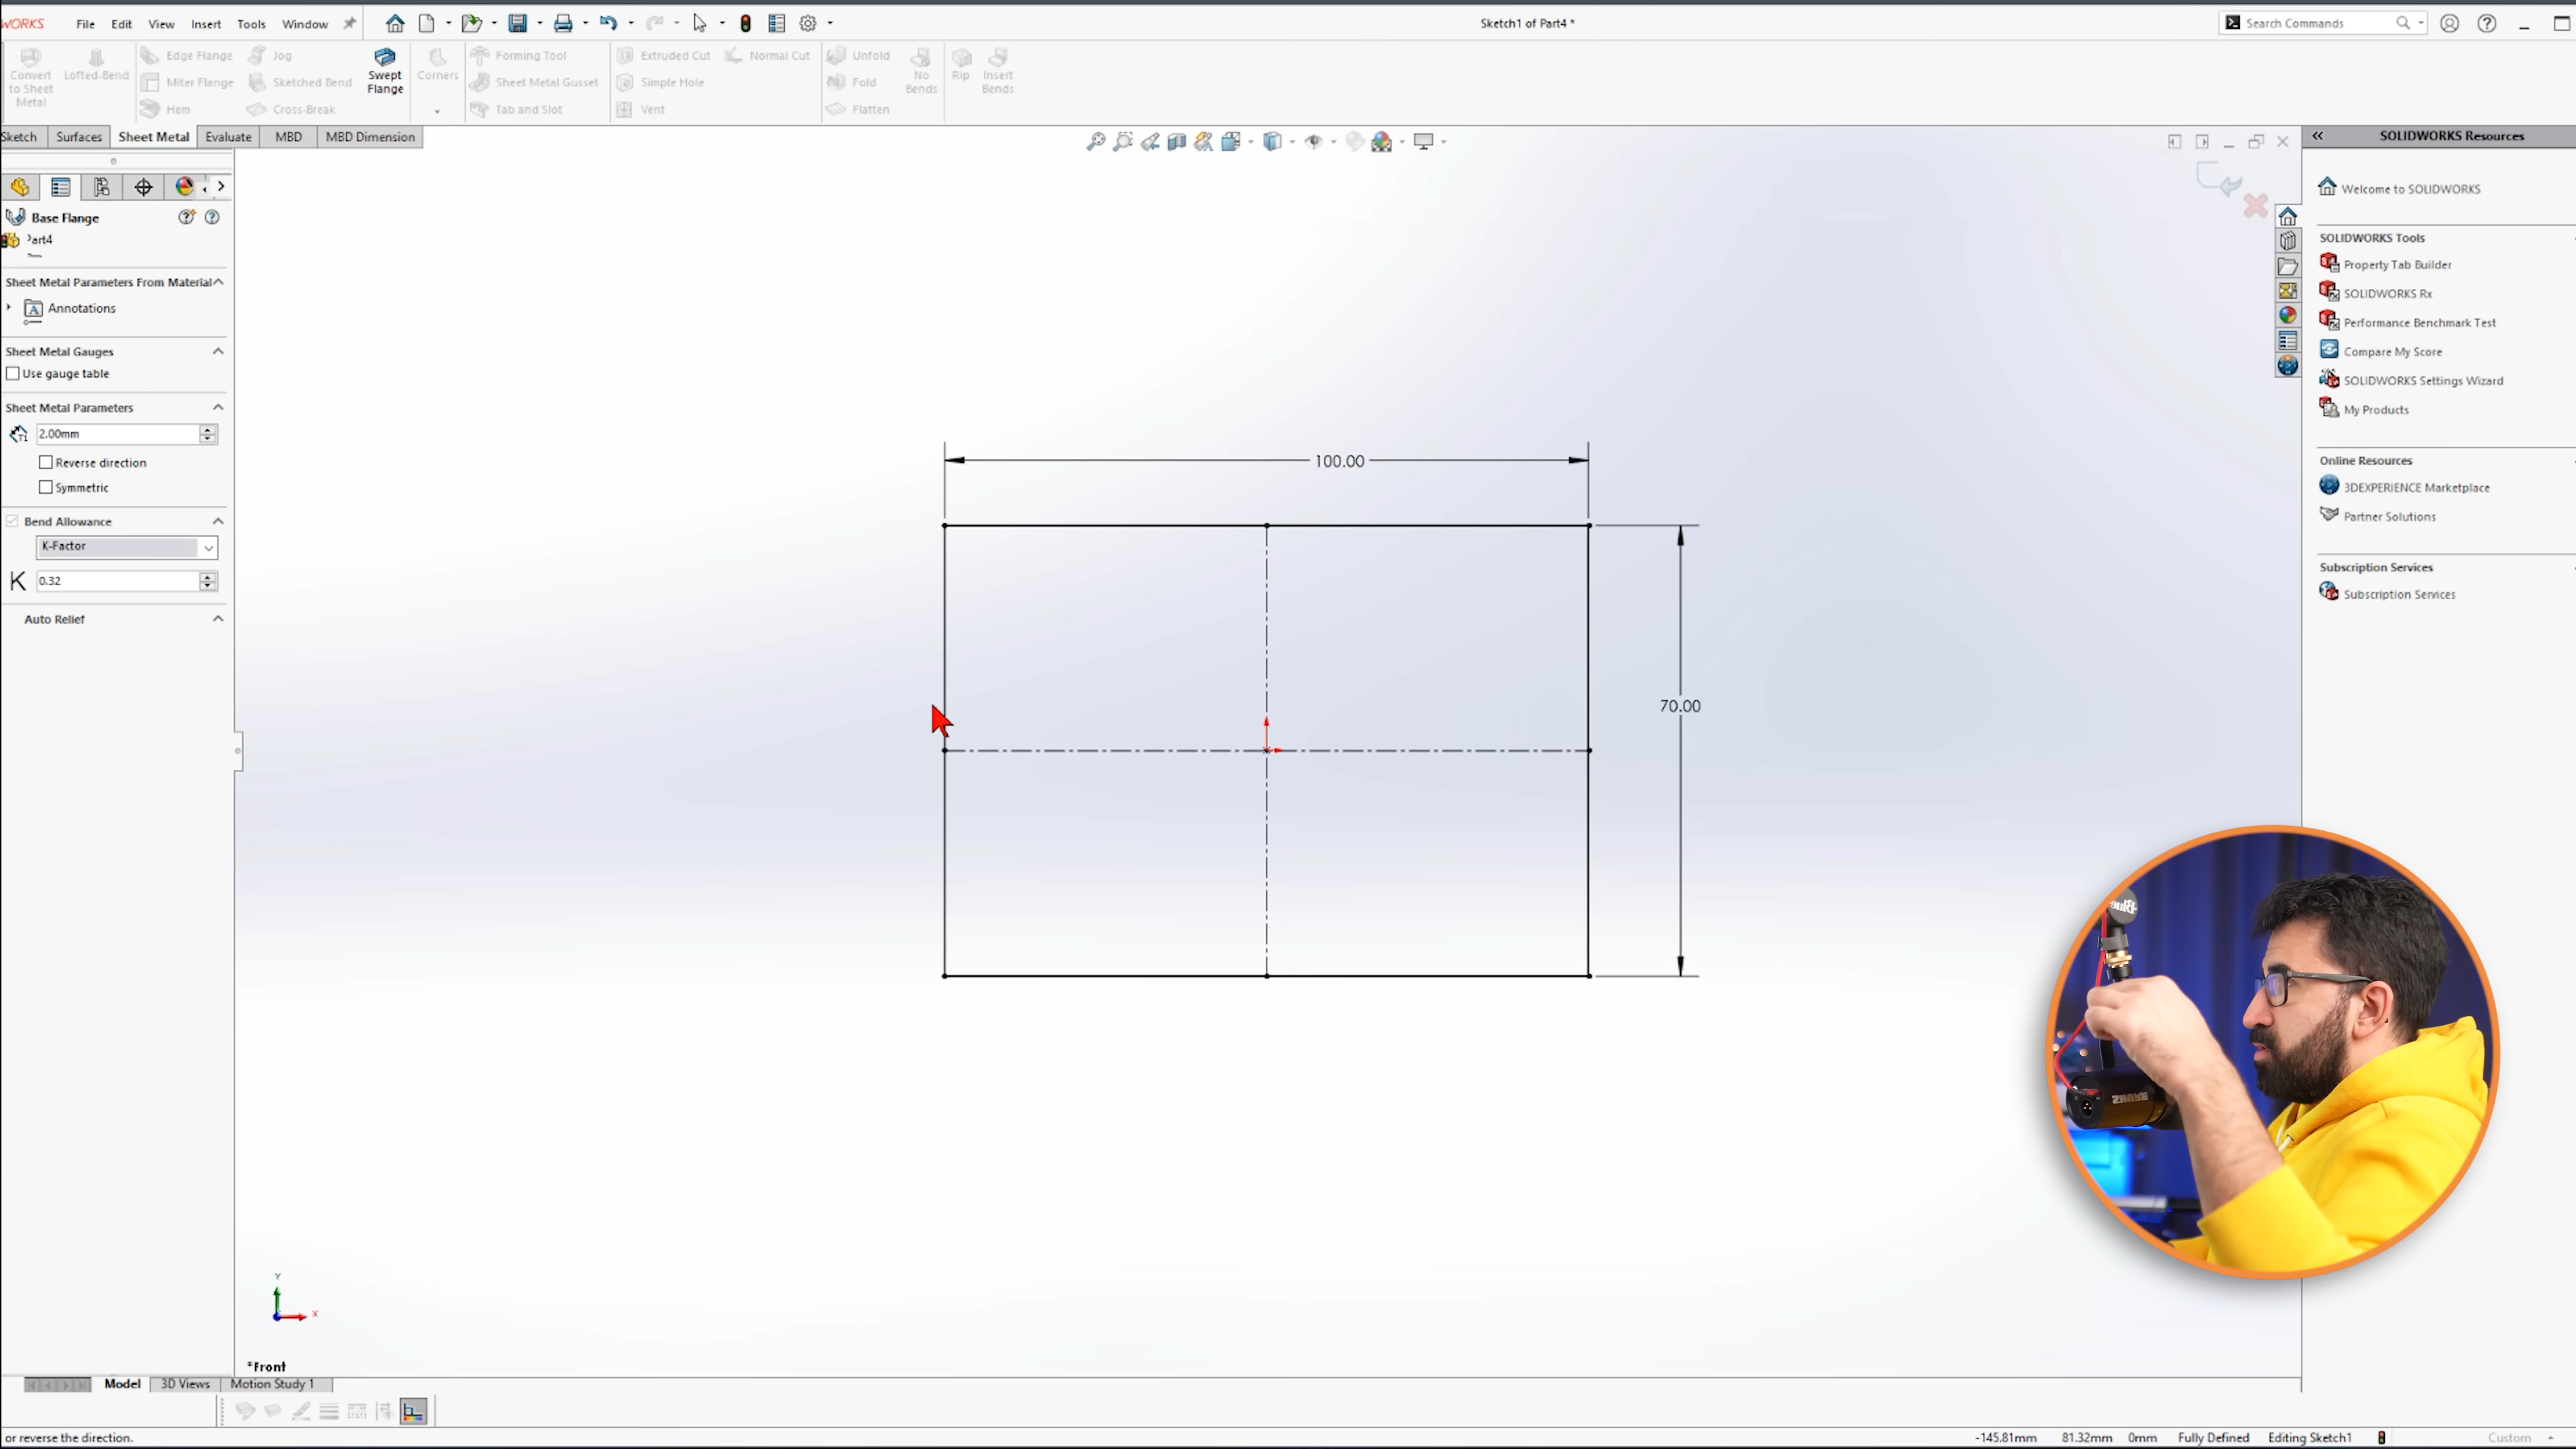 WORKS File Edit View Insert Tools Window Sketch1 of Part4 * Search Commands
Convert to Sheet Metal
Lofted-Bend
Edge Flange
Miter Flange
Hem
Jog
Sketched Bend
Cross-Break
Swept Flange
Corners
Forming Tool
Sheet Metal Gusset
Tab and Slot
Extruded Cut
Simple Hole
Vent
Normal Cut
Unfold
Fold
Flatten
No Bends
Rip
Insert Bends
Sketch Surfaces Sheet Metal Evaluate MBD MBD Dimension
Base Flange
Part4
Sheet Metal Parameters From Material
Annotations
Sheet Metal Gauges
Use gauge table
Sheet Metal Parameters
T1 2.00mm
Reverse direction
Symmetric
Bend Allowance
K-Factor
K 0.32
Auto Relief
100.00
70.00
Y
X
*Front
SOLIDWORKS Resources
Welcome to SOLIDWORKS
SOLIDWORKS Tools
Property Tab Builder
SOLIDWORKS Rx
Performance Benchmark Test
Compare My Score
SOLIDWORKS Settings Wizard
My Products
Online Resources
3DEXPERIENCE Marketplace
Partner Solutions
Subscription Services
Subscription Services
Blue
SHURE
Model 3D Views Motion Study 1
or reverse the direction. -145.81mm 81.32mm 0mm Fully Defined Editing Sketch1 Custom